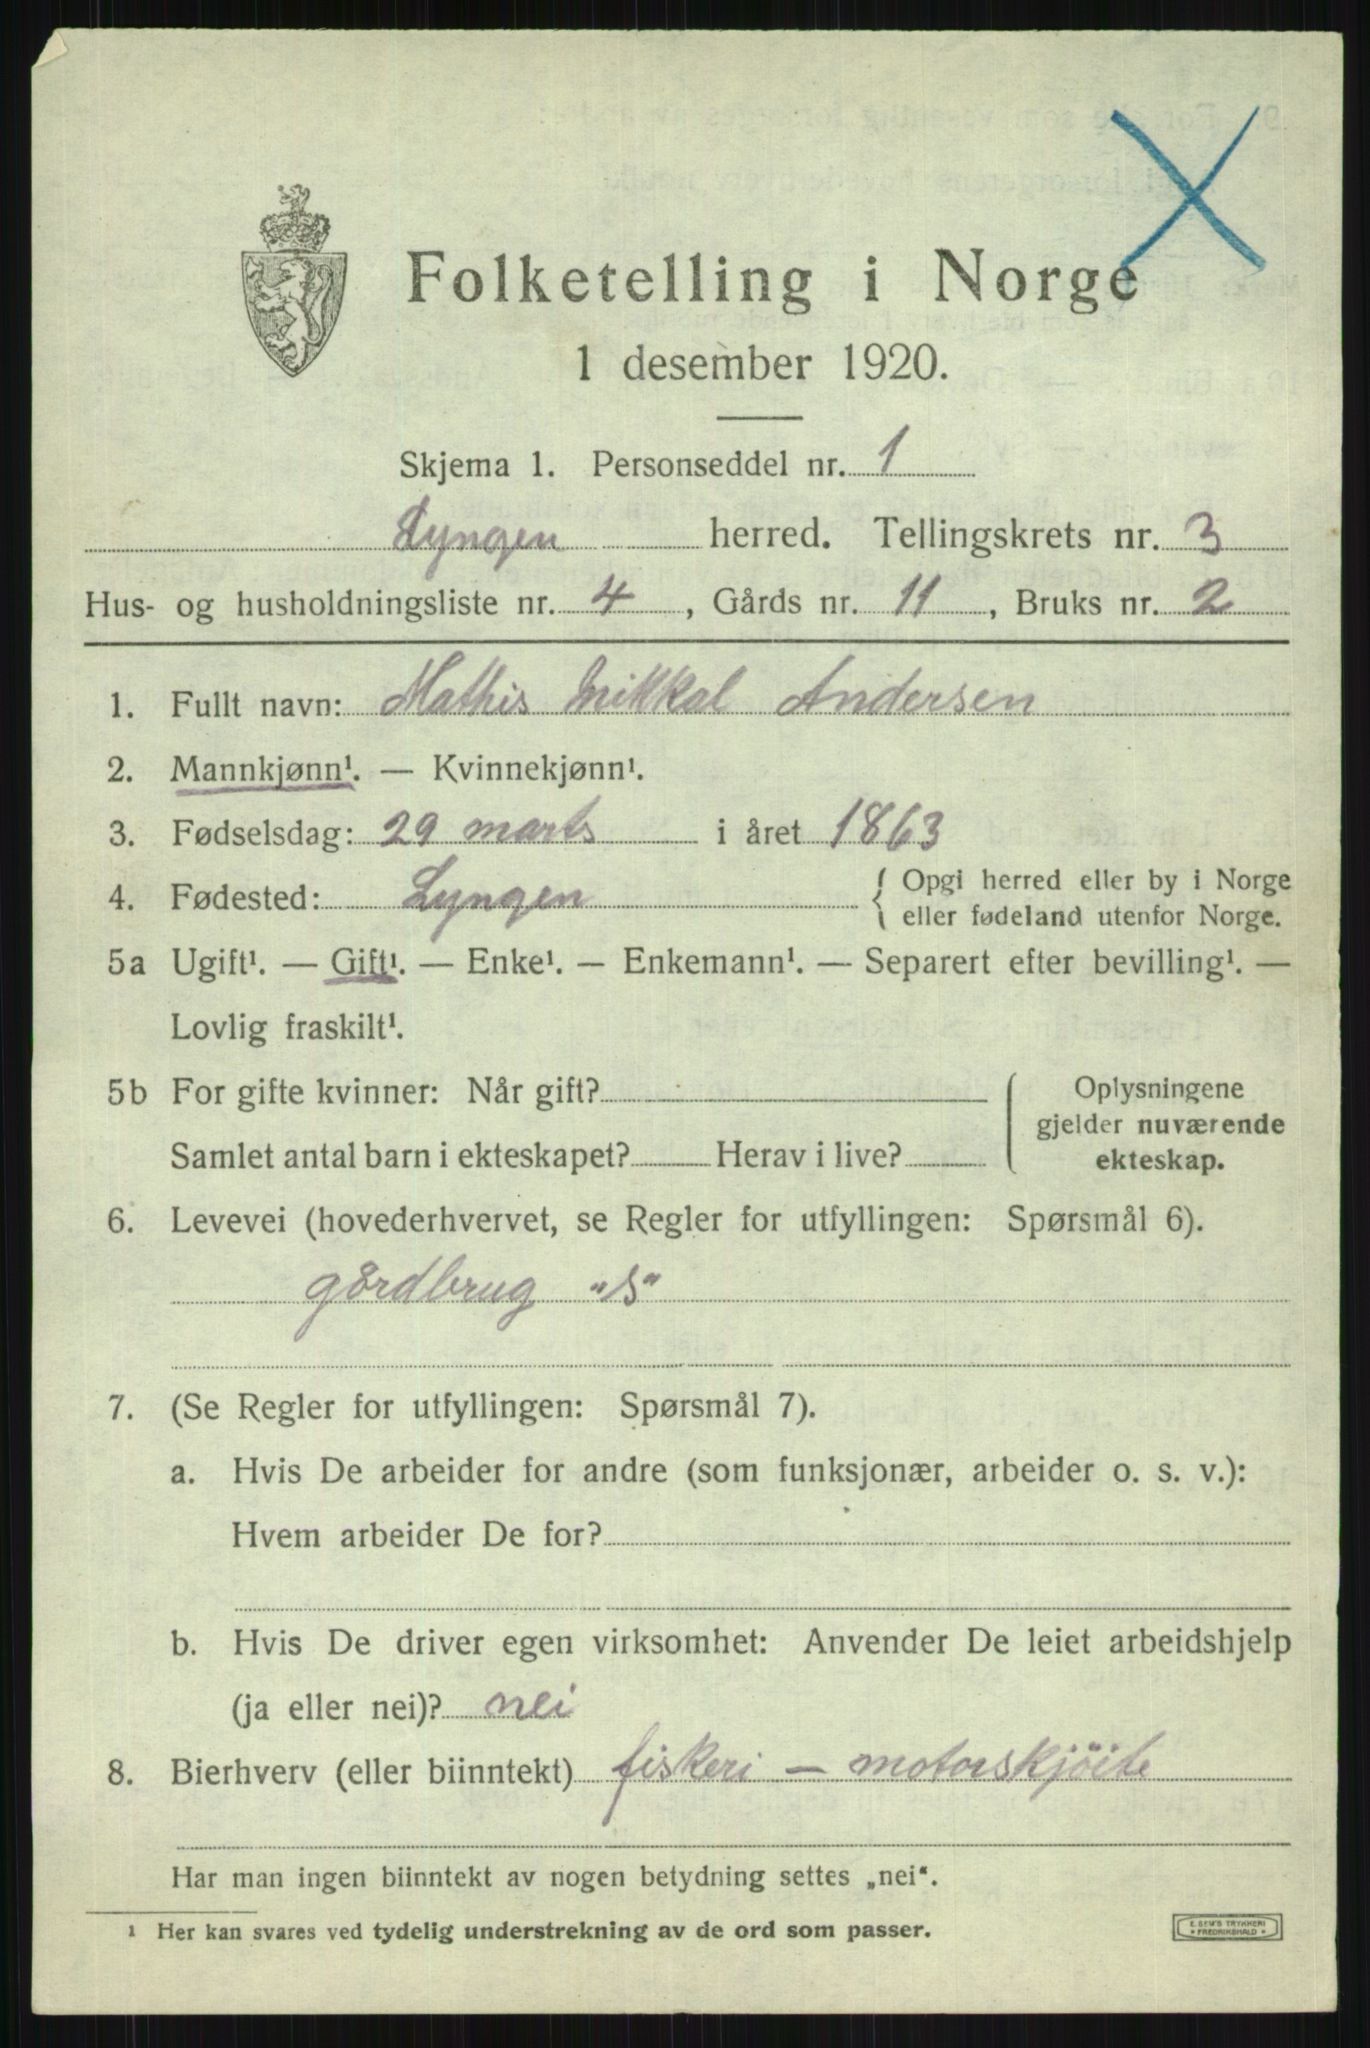 Folketelling i Norge
1 desember 1920.
Skjema 1. Personseddel nr. 1
Lyngen herred. Tellingskrets nr. 3
Hus- og husholdningsliste nr. 4, Gårds nr. 11, Bruks nr. 2
1. Fullt navn: Mathis Mikkal Andersen
2. Mannkjønn¹. — Kvinnekjønn¹.
3. Fødselsdag: 29 marts i året 1863
4. Fødested: Lyngen { Opgi herred eller by i Norge
eller fødeland utenfor Norge.
5a Ugift¹. — Gift¹. — Enke¹. — Enkemann¹. — Separert efter bevilling¹. —
Lovlig fraskilt¹.
5b For gifte kvinner: Når gift?
Samlet antal barn i ekteskapet? Herav i live?
Oplysningene
gjelder nuværende
ekteskap.
6. Levevei (hovederhvervet, se Regler for utfyllingen: Spørsmål 6).
gårdbrug "s"
7. (Se Regler for utfyllingen: Spørsmål 7).
a. Hvis De arbeider for andre (som funksjonær, arbeider o. s. v.):
Hvem arbeider De for?
b. Hvis De driver egen virksomhet: Anvender De leiet arbeidshjelp
(ja eller nei)? nei
8. Bierhverv (eller biinntekt) fiskeri — motorskjöite
Har man ingen biinntekt av nogen betydning settes „nei“.
¹ Her kan svares ved tydelig understrekning av de ord som passer.
E. SEM'S TRYKKERI
FREDRIKSHALD